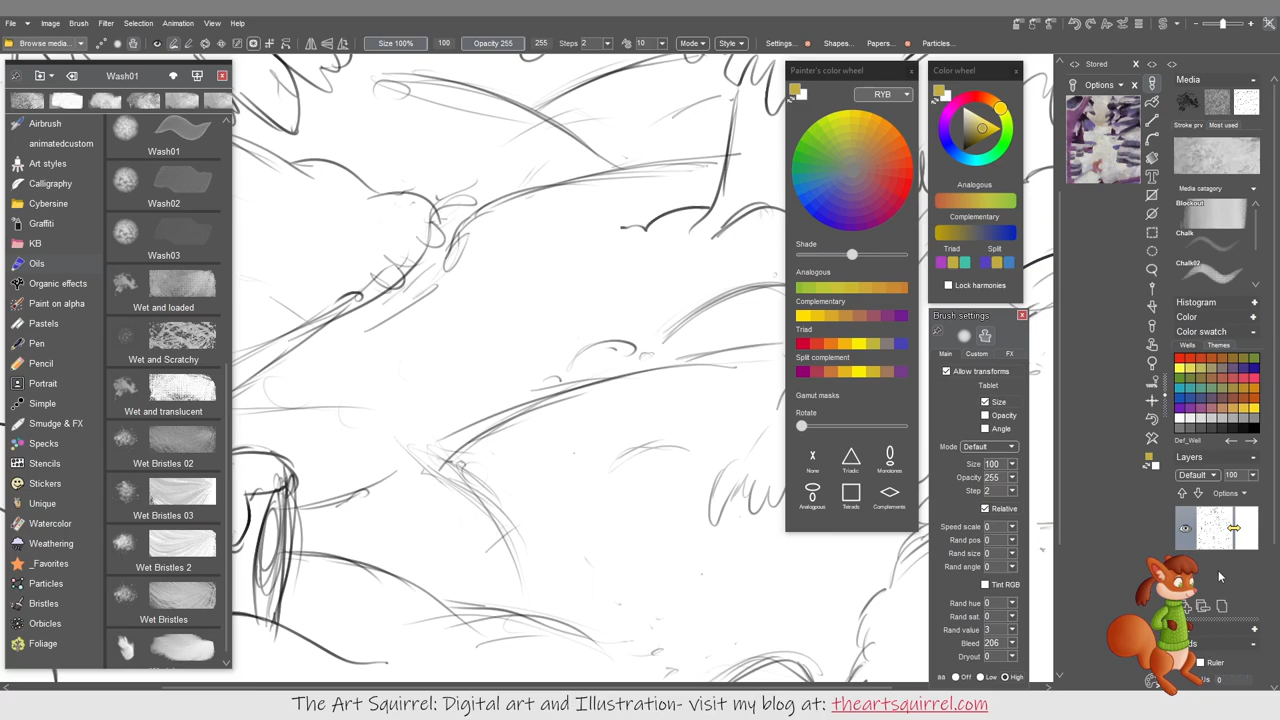 File Image Brush Filter Selections Animation View Help
Browse media... Size 100% 100 Opacity 255 255 Steps 2 10 Mode Style Settings... Shapes... Papers... Particles...
Wash01
Airbrush
animatedcustom
Art styles
Calligraphy
Cybersine
Graffiti
KB
Oils
Organic effects
Paint on alpha
Pastels
Pen
Pencil
Portrait
Simple
Smudge & FX
Specks
Stencils
Stickers
Unique
Watercolor
Weathering
_Favorites
Particles
Bristles
Orbicles
Foliage
Wash01
Wash02
Wash03
Wet and loaded
Wet and Scratchy
Wet and translucent
Wet Bristles 02
Wet Bristles 03
Wet Bristles 2
Wet Bristles
Painter's color wheel x
RYB
Shade
Analogous
Complementary
Triad
Split complement
Gamut masks
Rotate
None Triadic Monotones
Analogous Tetrads Complements
Color wheel x
Analogous
Complementary
Triad Split
Lock harmonies
Brush settings
Main Custom FX
Allow transforms
Tablet
Size
Opacity
Angle
Mode Default
Size 100
Opacity 255
Step 2
Relative
Speed scale 0
Rand pos 0
Rand size 0
Rand angle 0
Tint RGB
Rand hue 0
Rand sat. 0
Rand value 3
Bleed 206
Dryout 0
aa Off Low High
Stored
Options
Media
Stroke prv Most used
Media catagory
Blockout
Chalk
Chalk02
Histogram
Color
Color swatch
Wells Themes
Def_Well
Layers
Default 100
Options
Ruler
0
The Art Squirrel: Digital art and Illustration- visit my blog at: theartsquirrel.com